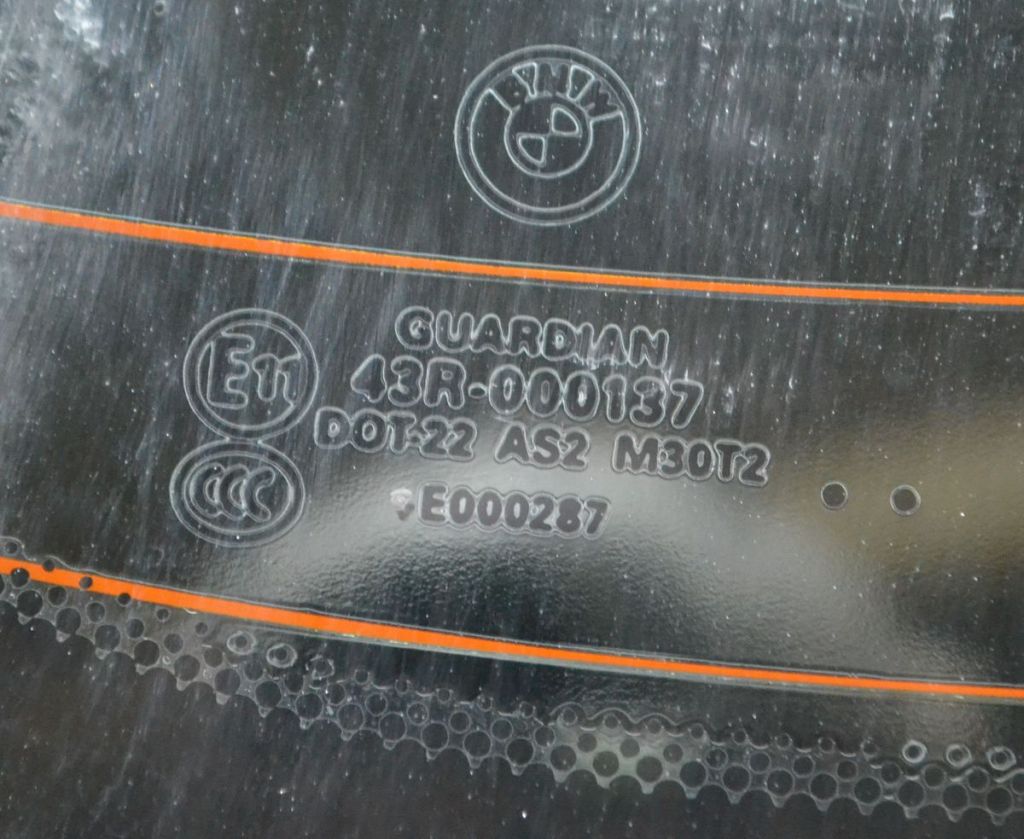 BMW
GUARDIAN
E11 43R-000137
DOT-22 AS2 M30T2
CCC E000287